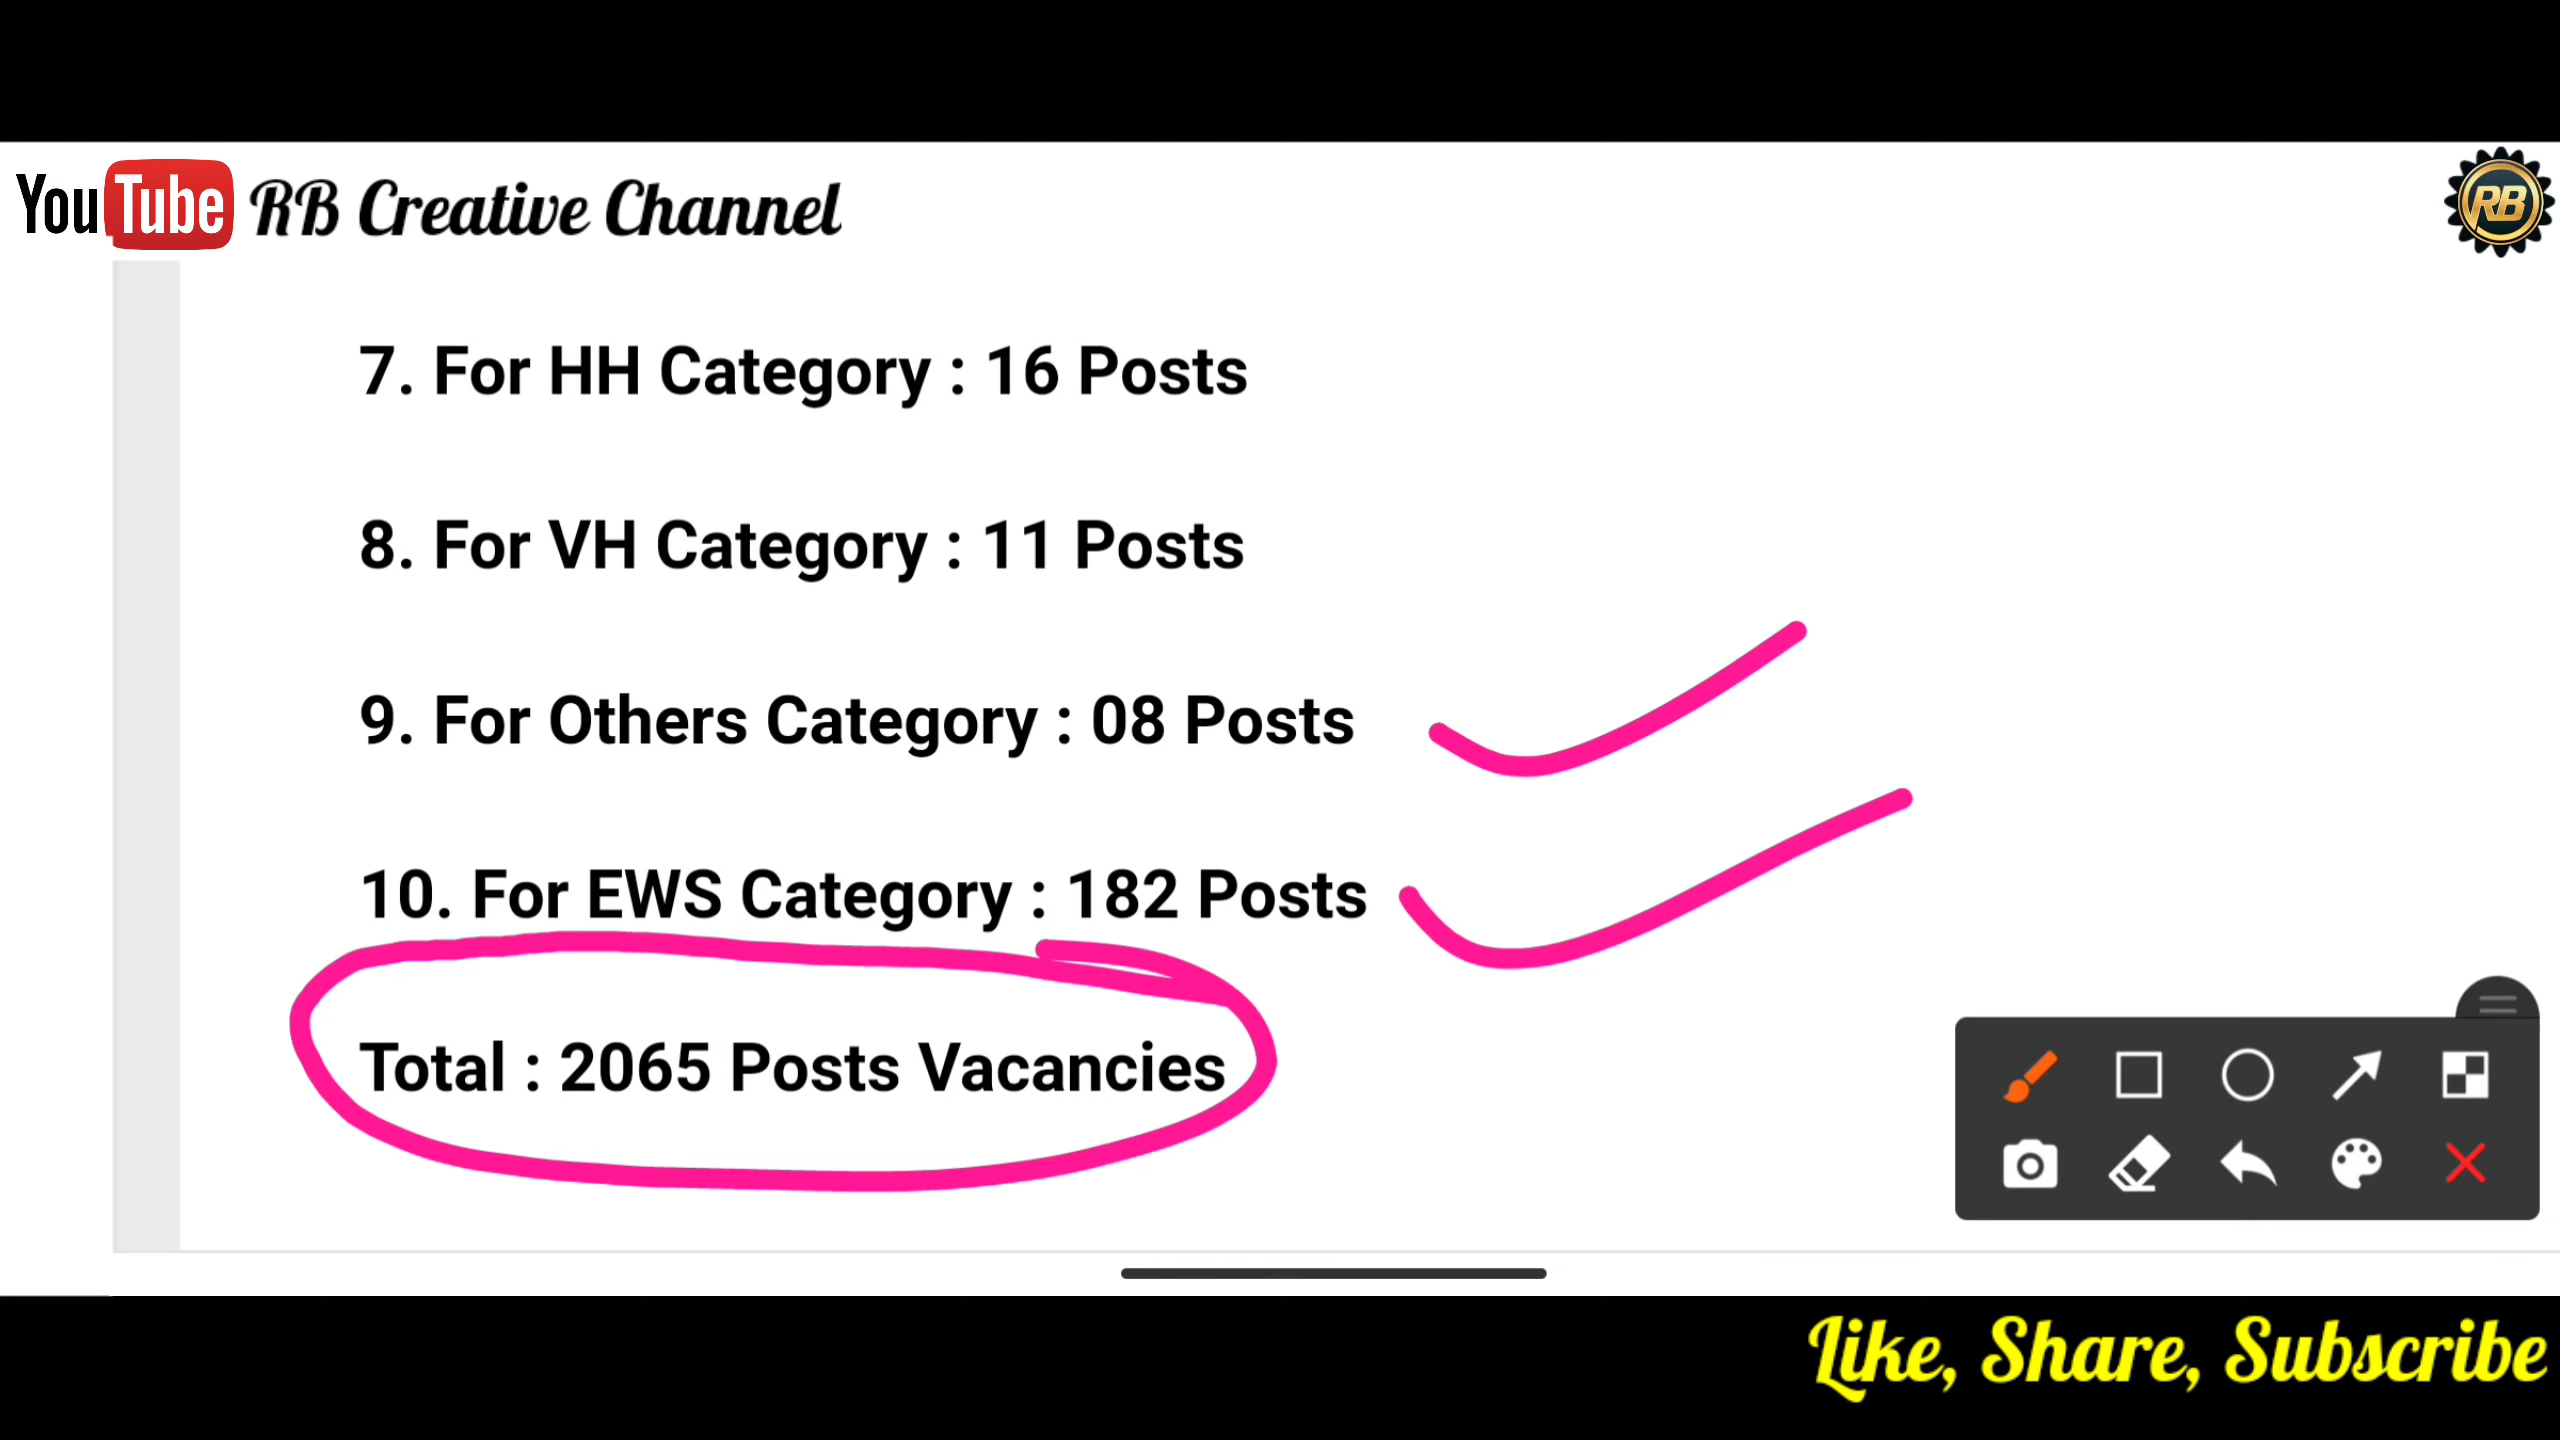 YouTube RB Creative Channel
RB
7. For HH Category : 16 Posts
8. For VH Category : 11 Posts
9. For Others Category : 08 Posts
10. For EWS Category : 182 Posts
Total : 2065 Posts Vacancies
Like, Share, Subscribe